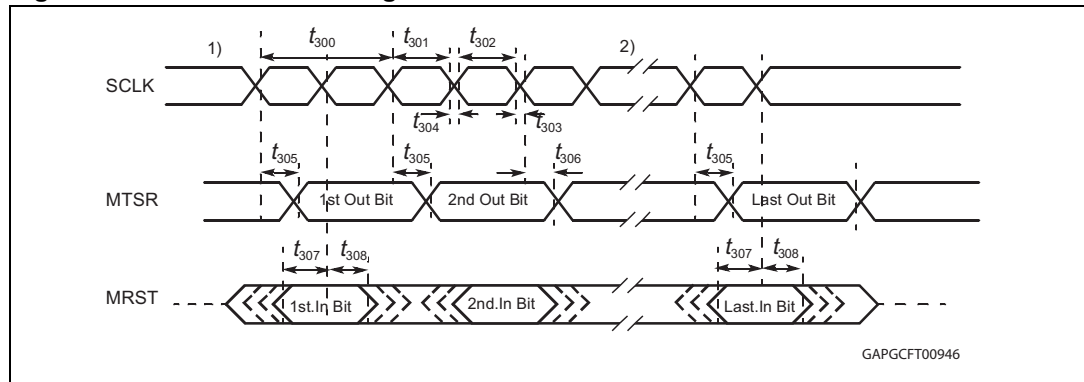 1)
t300
t301
t302
2)
SCLK
t304
t303
t305
t305
t306
t305
MTSR
1st Out Bit
2nd Out Bit
Last Out Bit
t307
t308
t307
t308
MRST
1st.In Bit
2nd.In Bit
Last.In Bit
GAPGCFT00946